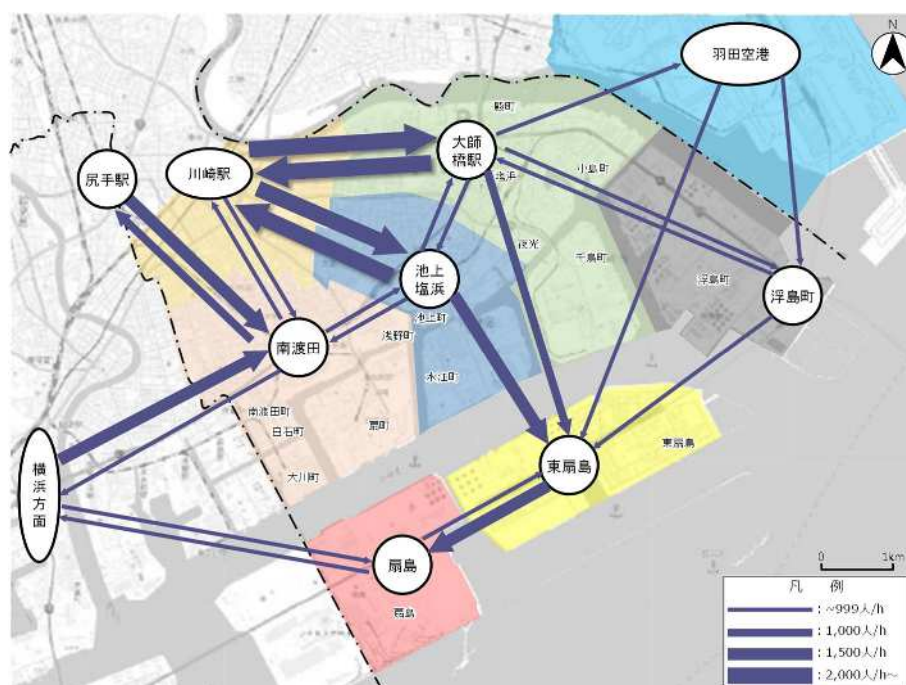 羽田空港
N
殿町
大師
橋駅
小島町
塩浜
尻手駅
川崎駅
夜光
千鳥町
浮島町
浮島町
池上
塩浜
池上町
浅野町
南渡田
水江町
南渡田町
白石町
扇町
大川町
東扇島
東扇島
横浜方面
扇島
扇島
0 1km
凡 例
:~999人/h
:1,000人/h
:1,500人/h
:2,000人/h~